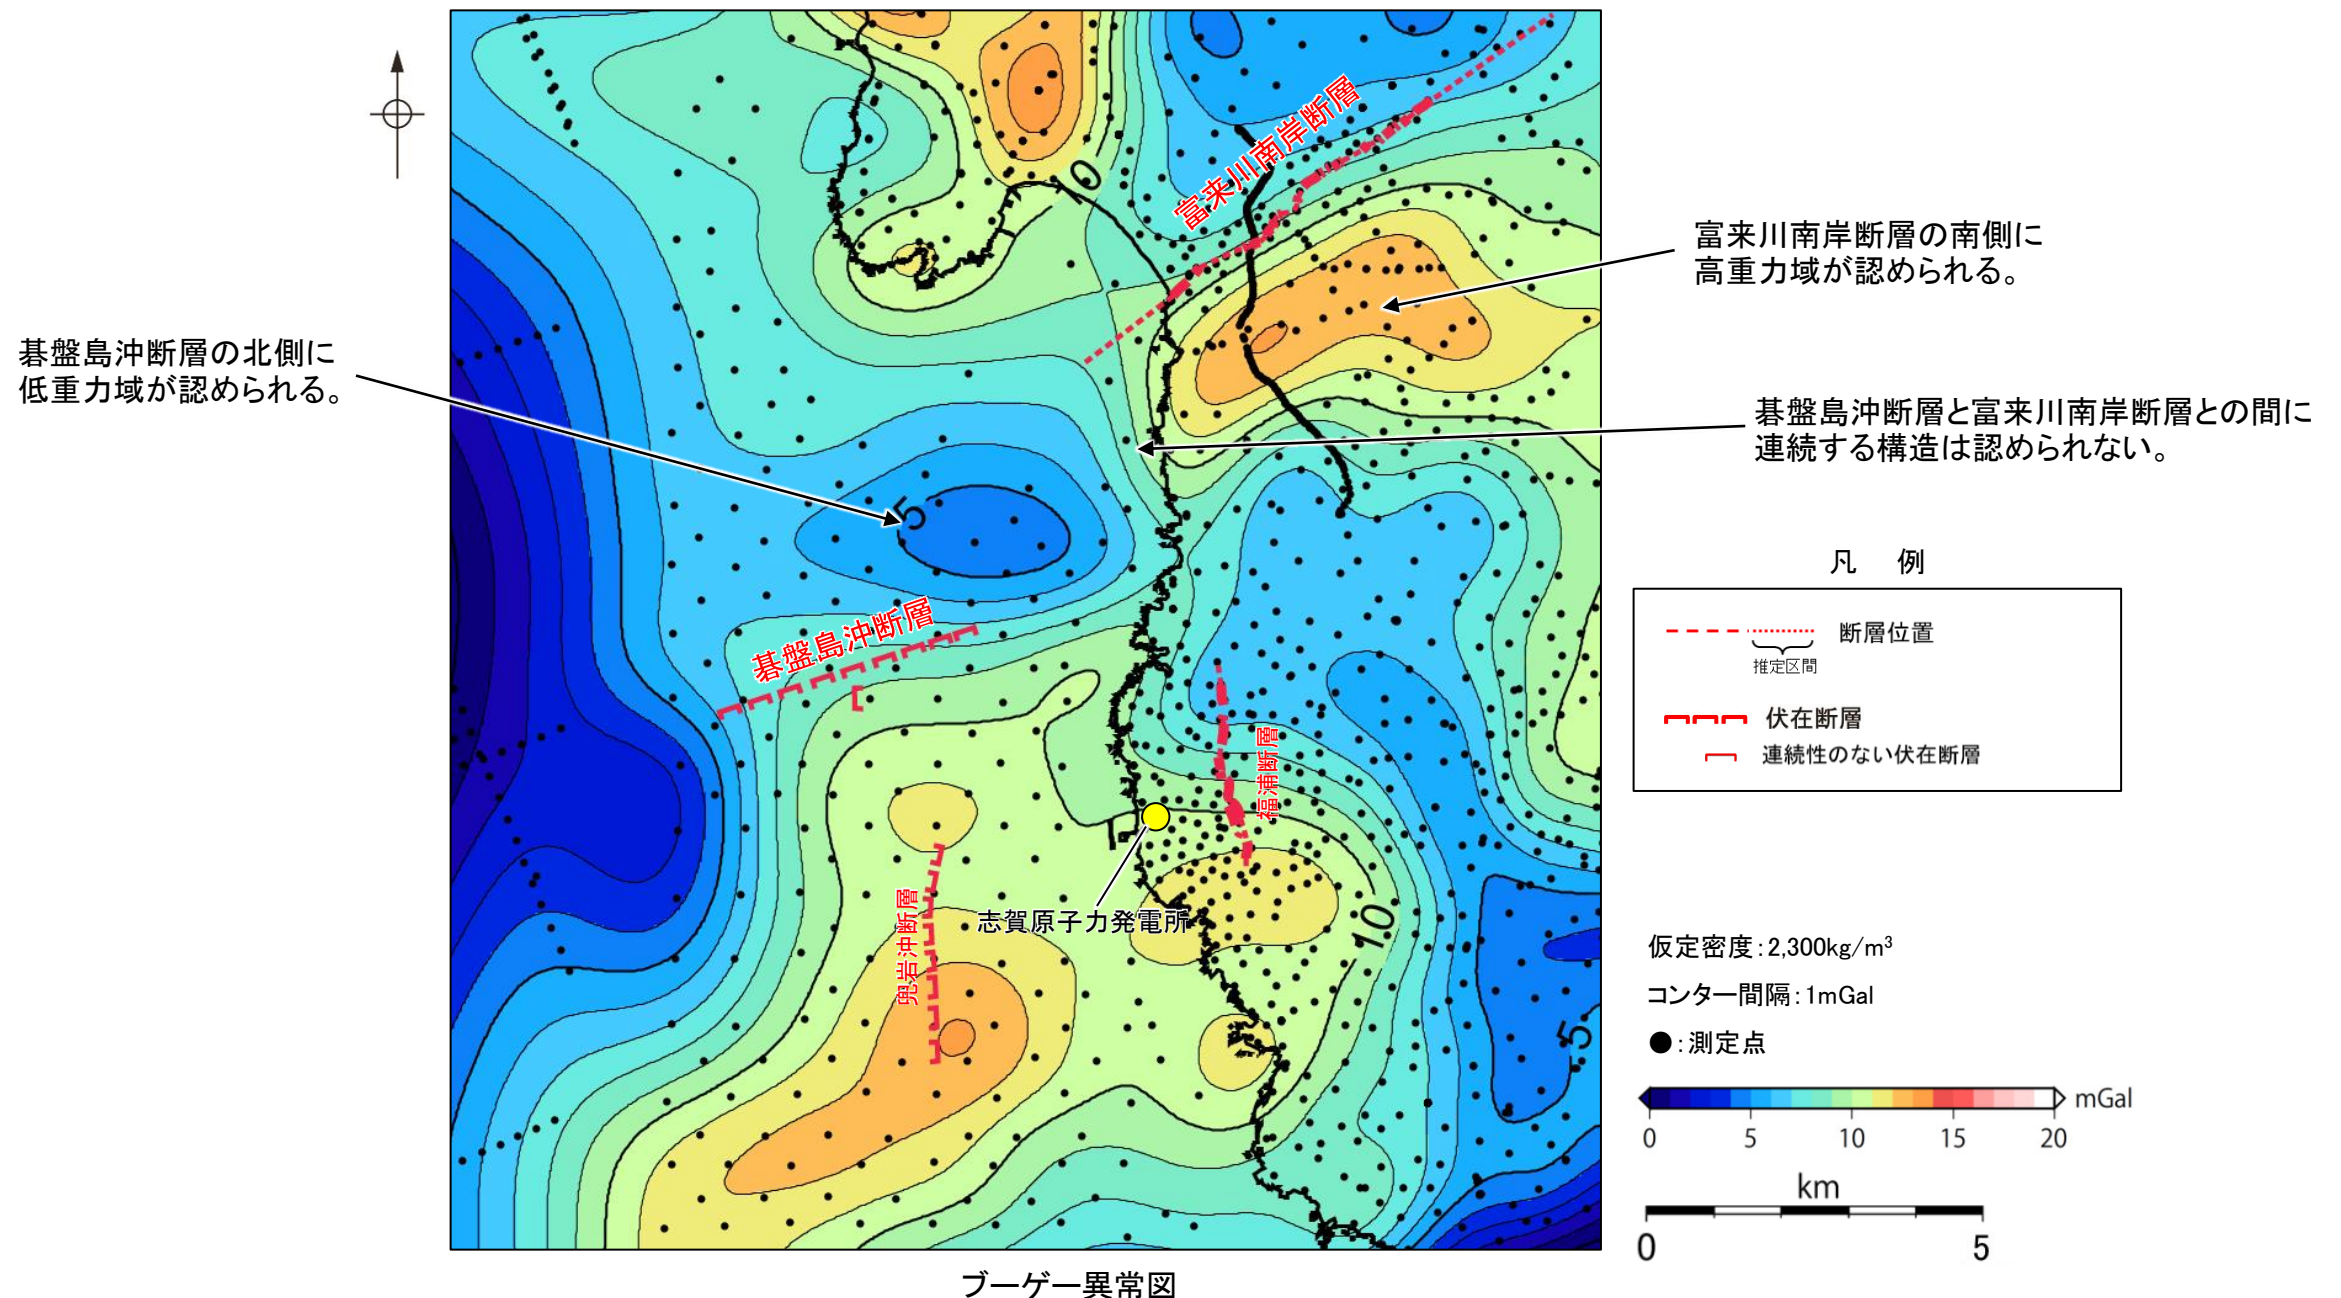 富来川南岸断層
10
富来川南岸断層の南側に
高重力域が認められる。
碁盤島沖断層の北側に
低重力域が認められる。
碁盤島沖断層と富来川南岸断層との間に
連続する構造は認められない。
5
凡 例
断層位置
推定区間
伏在断層
連続性のない伏在断層
碁盤島沖断層
福浦断層
兜岩沖断層
志賀原子力発電所
10
5
仮定密度：2,300kg/m³
コンター間隔：1mGal
●：測定点
mGal
0 5 10 15 20
km
0 5
ブーゲー異常図